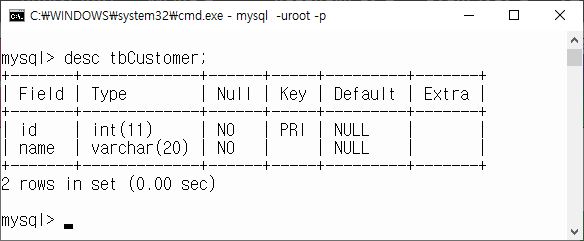 C:₩WINDOWS₩system32₩cmd.exe - mysql  -uroot -p
mysql> desc tbCustomer;
+-------+-------------+------+-----+---------+-------+
| Field | Type        | Null | Key | Default | Extra |
+-------+-------------+------+-----+---------+-------+
| id    | int(11)     | NO   | PRI | NULL    |       |
| name  | varchar(20) | NO   |     | NULL    |       |
+-------+-------------+------+-----+---------+-------+
2 rows in set (0.00 sec)
mysql>